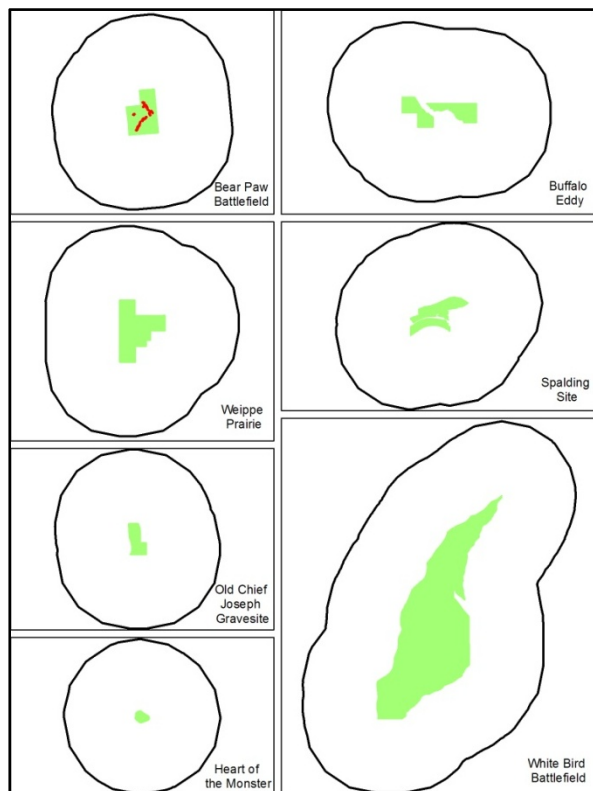 Bear Paw
Battlefield
Buffalo
Eddy
Weippe
Prairie
Spalding
Site
Old Chief
Joseph
Gravesite
Heart of
the Monster
White Bird
Battlefield